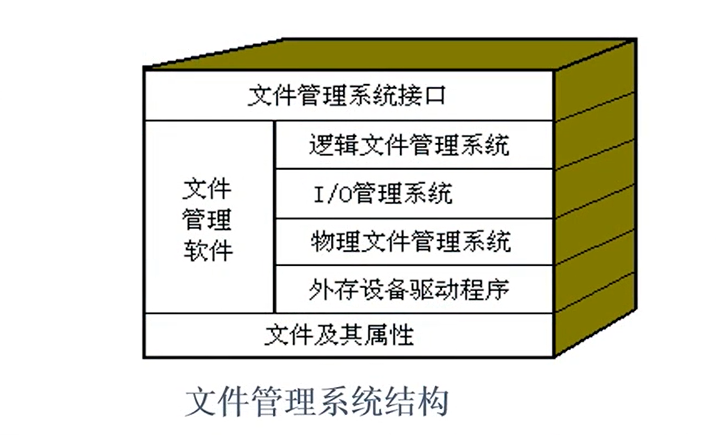 文件管理系统接口
文件
管理
软件
逻辑文件管理系统
I/O管理系统
物理文件管理系统
外存设备驱动程序
文件及其属性
文件管理系统结构